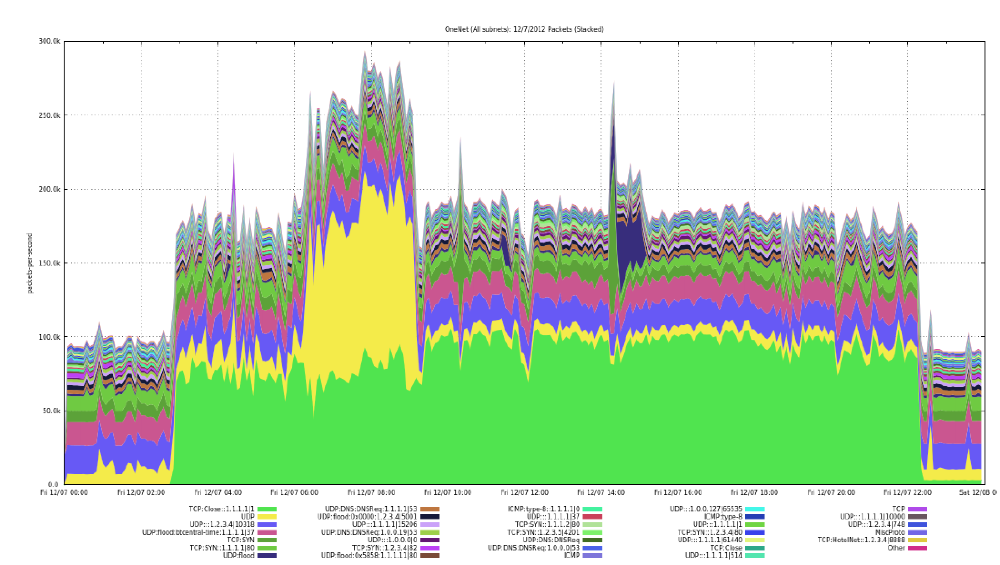 OneNet (All subnets): 12/7/2012 Packets (Stacked)
300.0k
250.0k
200.0k
150.0k
100.0k
50.0k
0.0
packets-per-second
Fri 12/07 00:00 Fri 12/07 02:00 Fri 12/07 04:00 Fri 12/07 06:00 Fri 12/07 08:00 Fri 12/07 10:00 Fri 12/07 12:00 Fri 12/07 14:00 Fri 12/07 16:00 Fri 12/07 18:00 Fri 12/07 20:00 Fri 12/07 22:00 Sat 12/08
TCP:Close::1.1.1.1|1
UDP
UDP:::1.2.3.4|10318
UDP:flood:btcentral-time:1.1.1.1|37
TCP:SYN
TCP:SYN::1.1.1.1|80
UDP:flood
UDP:DNS:DNSReq:1.1.1.1|53
UDP:flood:0x0000:1.2.3.4|5001
UDP:::1.1.1.1|15206
UDP:DNS:DNSReq:1.0.0.19|53
UDP:::1.0.0.0|0
TCP:SYN::1.2.3.4|82
UDP:flood:0x5858:1.1.1.11|80
ICMP:type-8::1.1.1.1|0
UDP:::1.1.1.1|37
TCP:SYN::1.1.1.2|80
TCP:SYN::1.2.3.5|4201
UDP:DNS:DNSReq
UDP:DNS:DNSReq:1.0.0.0|53
ICMP
UDP:::1.0.0.127|65535
ICMP:type-8
UDP:::1.1.1.1|1
TCP:SYN::1.2.3.4|80
UDP:::1.1.1.1|61440
TCP:Close
UDP:::1.1.1.1|514
TCP
UDP:::1.1.1.1|10000
UDP:::1.2.3.4|748
MiscProto
TCP:HotelNet::1.2.3.4|8888
Other